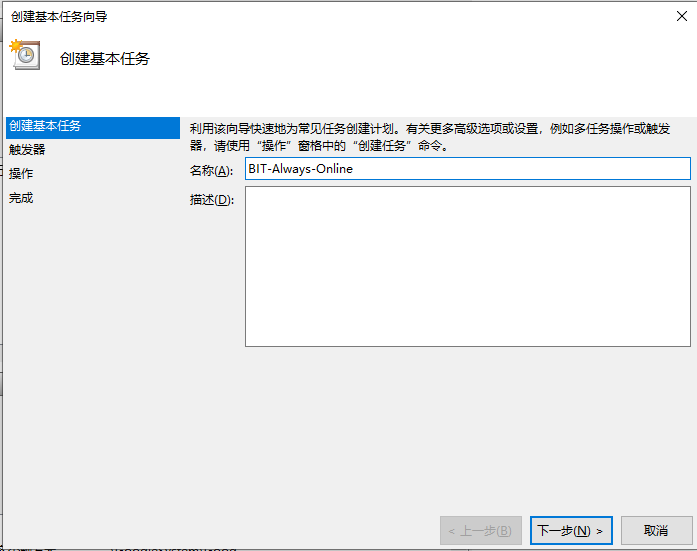 创建基本任务向导
创建基本任务
创建基本任务
利用该向导快速地为常见任务创建计划。有关更多高级选项或设置，例如多任务操作或触发
器，请使用“操作”窗格中的“创建任务”命令。
触发器
名称(A):
BIT-Always-Online
操作
描述(D):
完成
< 上一步(B)
下一步(N) >
取消